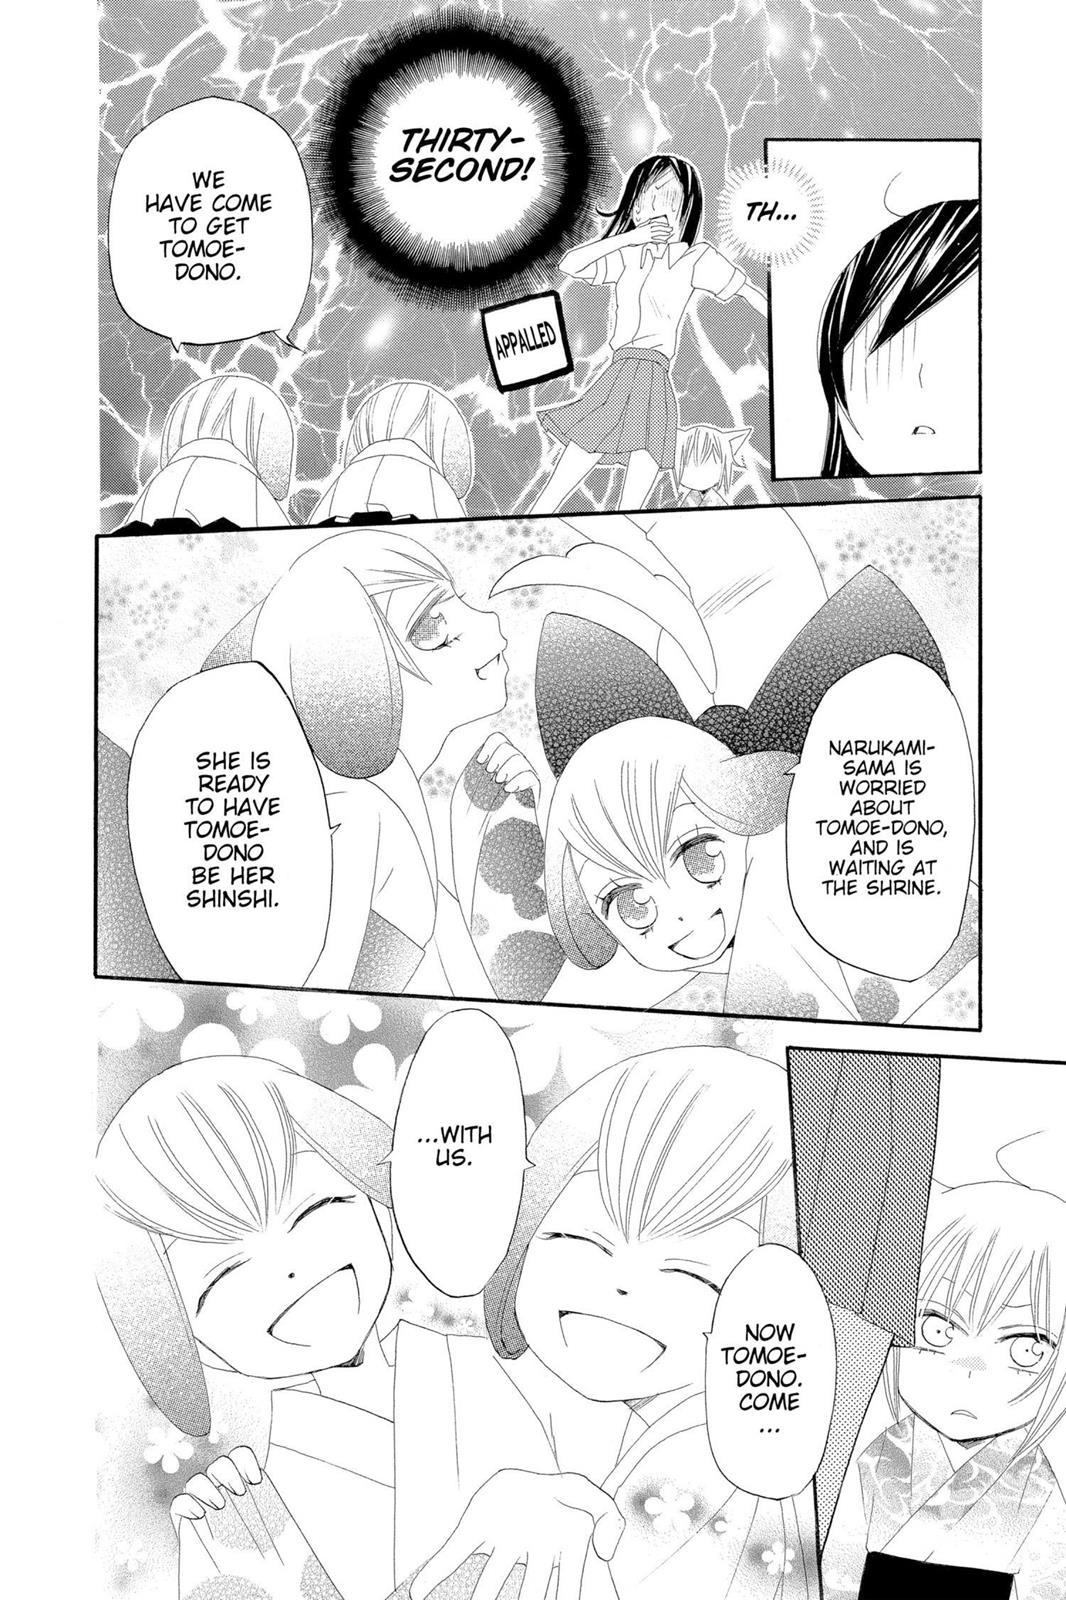 TH...
THIRTY-
SECOND!
APPALLED
WE
HAVE COME
TO GET
TOMOE-
DONO.
NARUKAMI-
SAMA IS
WORRIED
ABOUT
TOMOE-DONO,
AND IS
WAITING AT
THE SHRINE.
SHE IS
READY
TO HAVE
TOMOE-
DONO
BE HER
SHINSHI.
NOW
TOMOE-
DONO.
COME
...
...WITH
US.